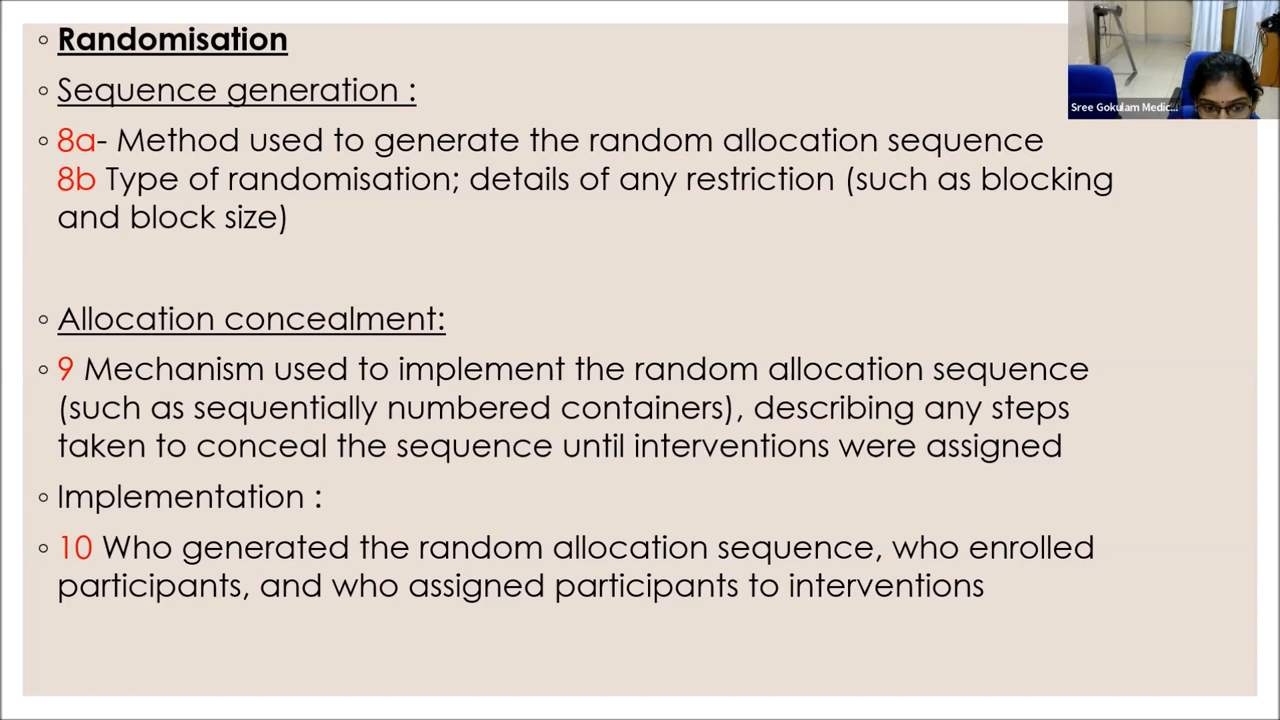 Randomisation
Sequence generation :
8a- Method used to generate the random allocation sequence
8b Type of randomisation; details of any restriction (such as blocking
and block size)
Allocation concealment:
9 Mechanism used to implement the random allocation sequence
(such as sequentially numbered containers), describing any steps
taken to conceal the sequence until interventions were assigned
Implementation :
10 Who generated the random allocation sequence, who enrolled
participants, and who assigned participants to interventions
Sree Gokulam Medic...